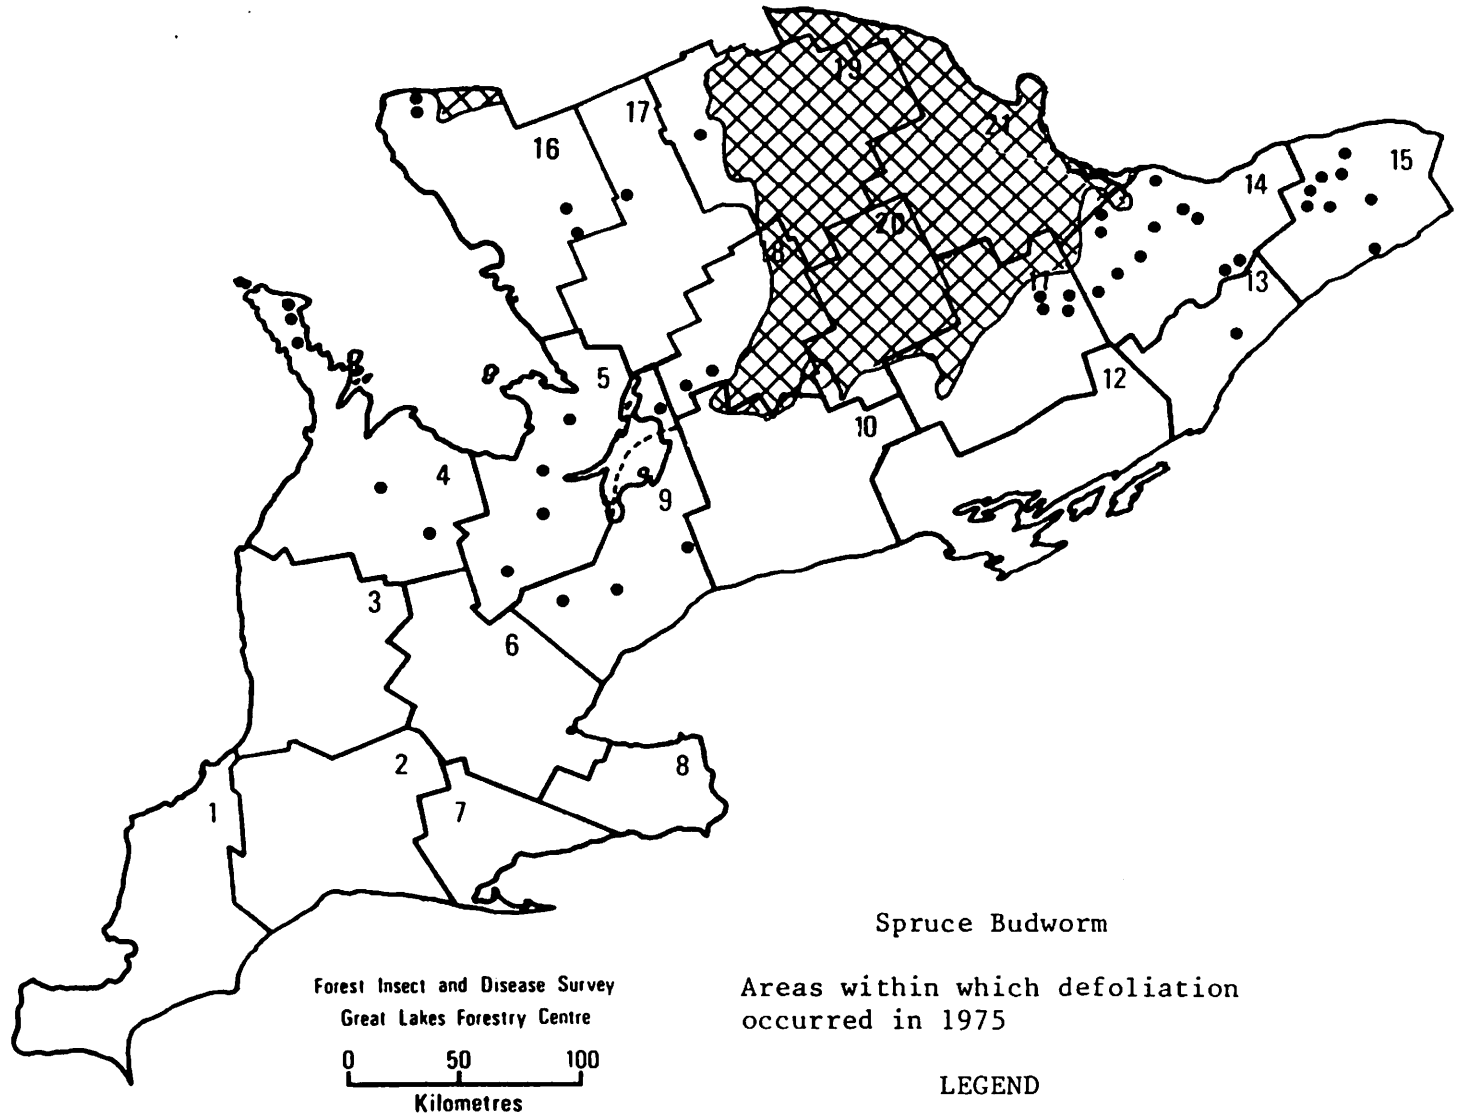 19
21
17
16
15
14
20
18
11
13
5
12
10
4
9
3
6
2
8
1
7
Spruce Budworm
Areas within which defoliation
occurred in 1975
LEGEND
Forest Insect and Disease Survey
Great Lakes Forestry Centre
0 50 100
Kilometres